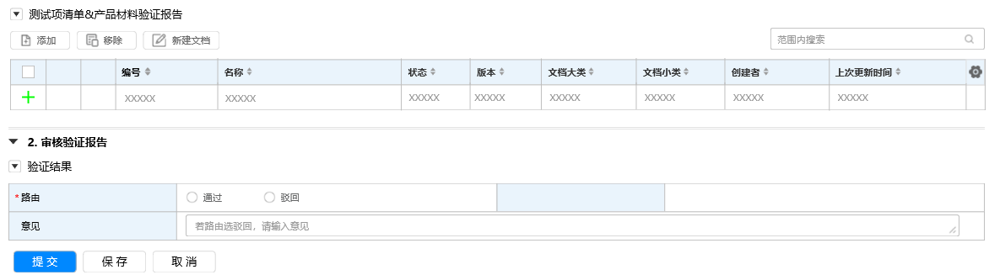 测试项清单&产品材料验证报告
添加 移除 新建文档 范围内搜索
编号 名称 状态 版本 文档大类 文档小类 创建者 上次更新时间
XXXXX XXXXX XXXXX XXXXX XXXXX XXXXX XXXXX XXXXX
2. 审核验证报告
验证结果
*路由 通过 驳回
意见 若路由选驳回，请输入意见
提交 保存 取消